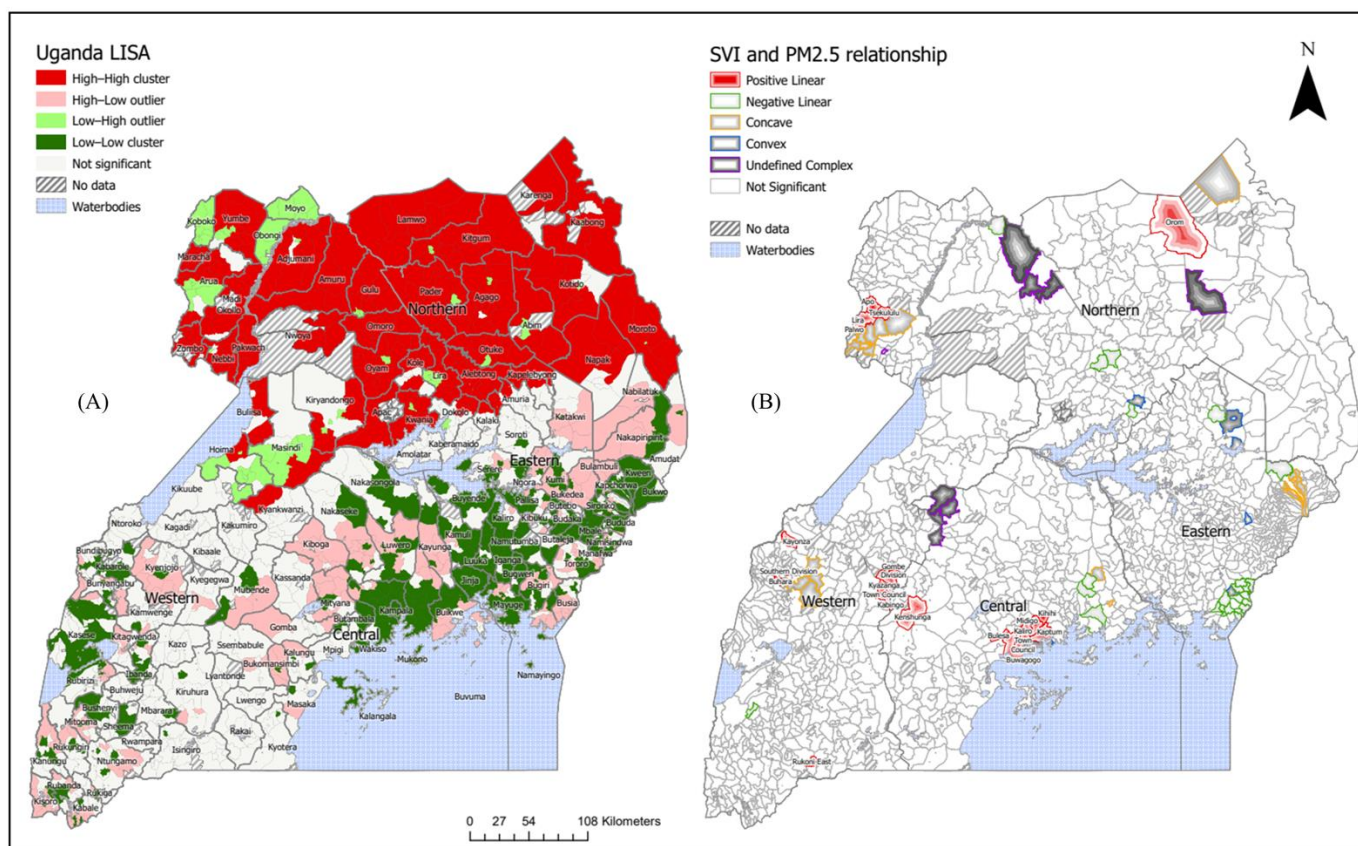 Uganda LISA
High–High cluster
High–Low outlier
Low–High outlier
Low–Low cluster
Not significant
No data
Waterbodies
(A)
Koboko
Yumbe
Moyo
Obongi
Maracha
Adjumani
Lamwo
Karenga
Kaabong
Kitgum
Arua
Madi
Okollo
Amuru
Gulu
Pader
Agago
Kotido
Northern
Zombo
Nebbi
Pakwach
Nwoya
Omoro
Abim
Moroto
Otuke
Napak
Oyam
Kole
Lira
Alebtong
Kapelebyong
Buliisa
Kiryandongo
Apac
Kwania
Dokolo
Amuria
Nabilatuk
Katakwi
Kalaki
Hoima
Masindi
Kaberamaido
Soroti
Nakapiripirit
Amolatar
Amudat
Eastern
Kikuube
Nakasongola
Serere
Ngora
Kumi
Bulambuli
Kween
Kapchorwa
Bukwo
Buyende
Pallisa
Bukedea
Sironko
Ntoroko
Kagadi
Kakumiro
Kyankwanzi
Nakaseke
Kaliro
Kibuku
Butebo
Budaka
Bududa
Mbale
Kibaale
Kiboga
Luwero
Kayunga
Kamuli
Namutumba
Butaleja
Namisindwa
Manafwa
Bundibugyo
Kabarole
Kyenjojo
Bunyangabu
Kyegegwa
Kassanda
Luuka
Iganga
Tororo
Western
Mubende
Bugweri
Jinja
Bugiri
Kamwenge
Mityana
Kampala
Buikwe
Mayuge
Busia
Kasese
Kitagwenda
Gomba
Butambala
Central
Kazo
Ssembabule
Mpigi
Wakiso
Kalungu
Mukono
Rubirizi
Ibanda
Bukomansimbi
Namayingo
Buhweju
Kiruhura
Lyantonde
Buvuma
Bushenyi
Mbarara
Lwengo
Masaka
Kalangala
Mitooma
Sheema
Rukungiri
Rwampara
Isingiro
Rakai
Kyotera
Kanungu
Ntungamo
Rubanda
Rukiga
Kisoro
Kabale
0 27 54 108 Kilometers
SVI and PM2.5 relationship
Positive Linear
Negative Linear
Concave
Convex
Undefined Complex
Not Significant
No data
Waterbodies
N
(B)
Orom
Apo
Tsekululu
Lira
Palwo
Northern
Eastern
Kayonza
Southern Division
Buhara
Western
Gombe
Division
Kyazanga
Town Council
Kabingo
Kenshunga
Central
Kihihi
Midigo
Kaliro
Kaptum
Bulesa
Town
Council
Buwagogo
Rukoni East